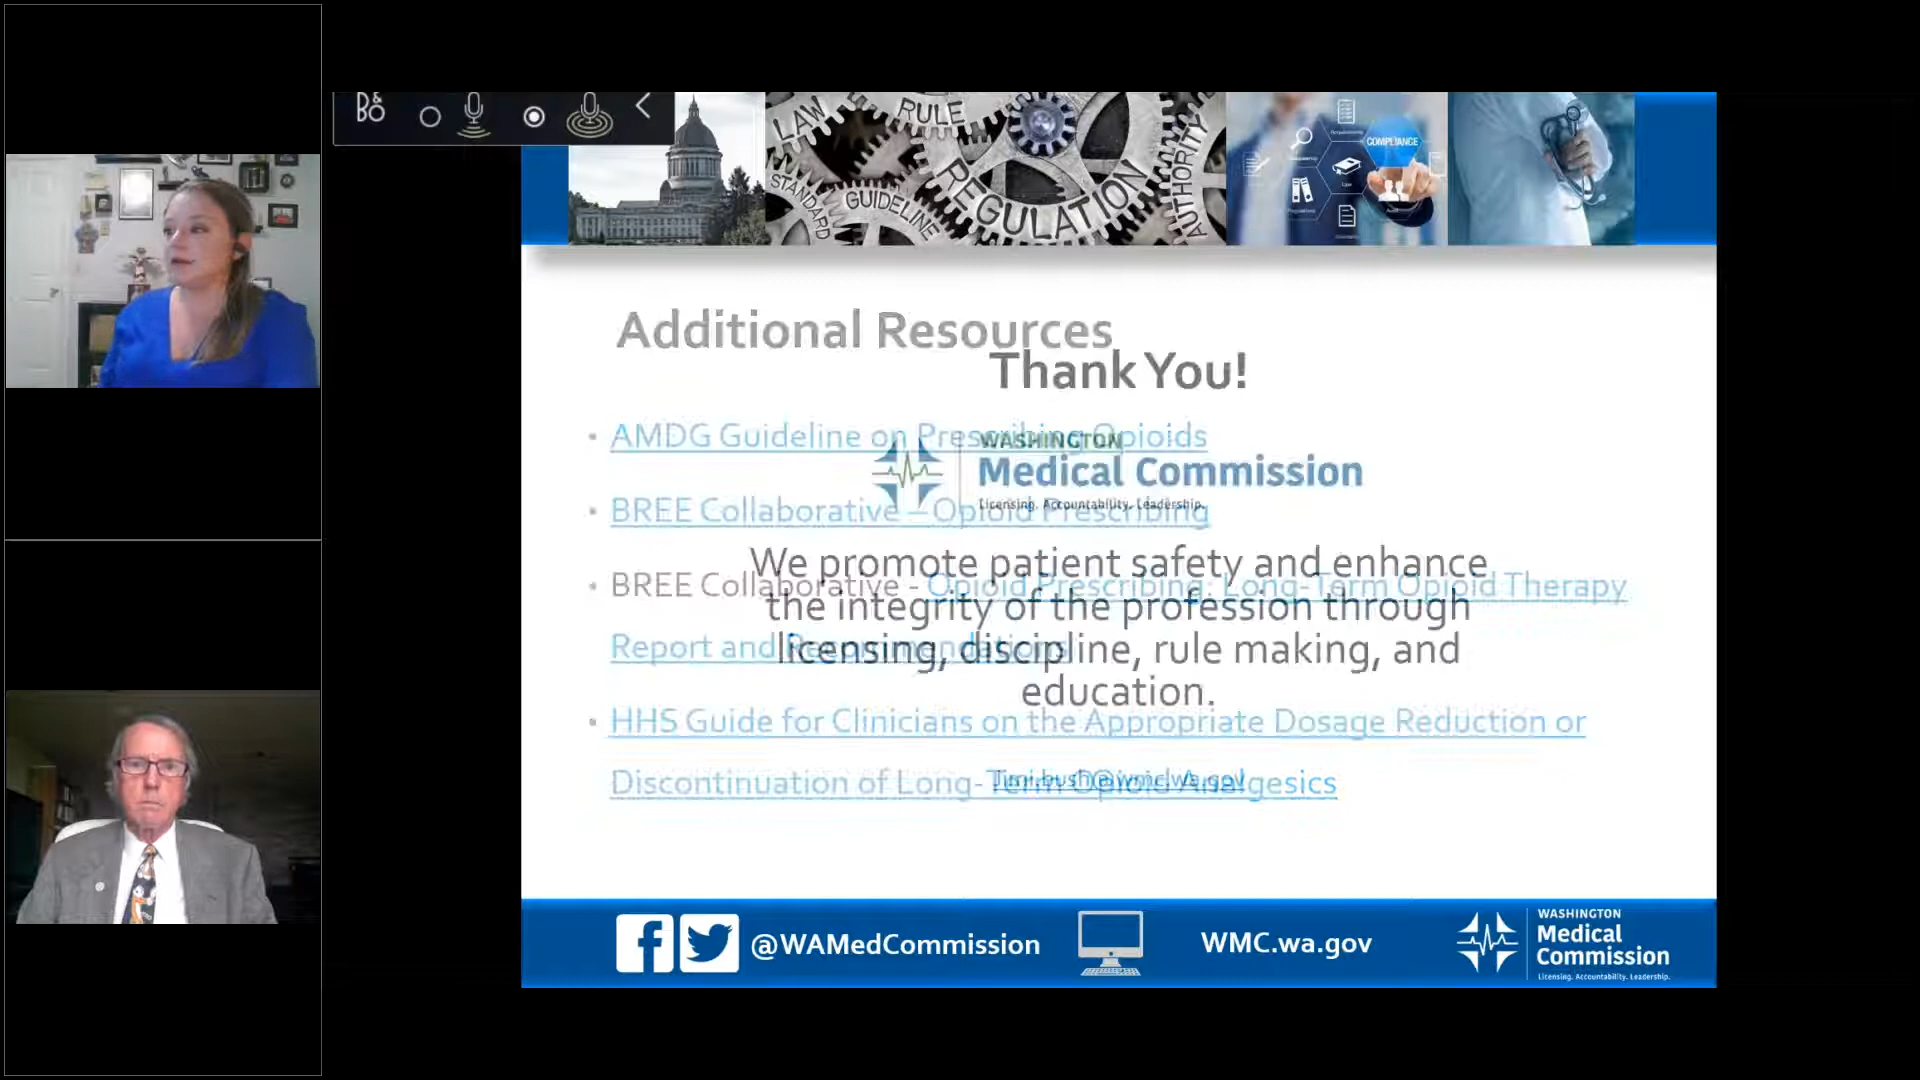 B&O
LAW
RULE
STANDARD
GUIDELINE
REGULATION
AUTHORITY
COMPLIANCE
Additional Resources
Thank You!
• AMDG Guideline on Prescribing Opioids
WASHINGTON
Medical Commission
Licensing. Accountability. Leadership.
• BREE Collaborative – Opioid Prescribing
We promote patient safety and enhance
the integrity of the profession through
licensing, discipline, rule making, and
education.
• BREE Collaborative - Opioid Prescribing: Long-Term Opioid Therapy
Report and Recommendations
• HHS Guide for Clinicians on the Appropriate Dosage Reduction or
Discontinuation of Long-Term Opioid Analgesics
@WAMedCommission
WMC.wa.gov
WASHINGTON
Medical
Commission
Licensing. Accountability. Leadership.